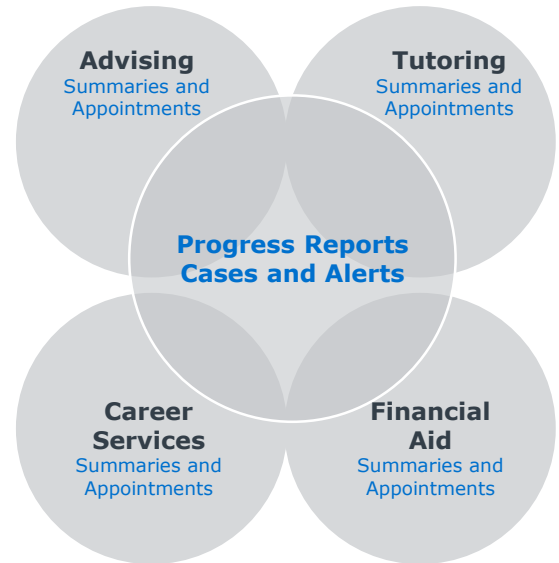 Advising
Summaries and
Appointments
Tutoring
Summaries and
Appointments
Progress Reports
Cases and Alerts
Career
Services
Summaries and
Appointments
Financial
Aid
Summaries and
Appointments